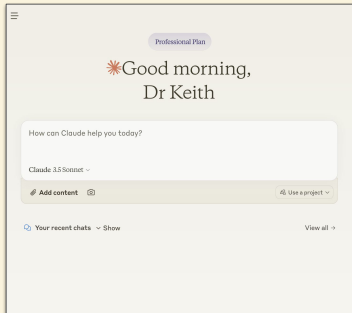 Professional Plan
Good morning,
Dr Keith
How can Claude help you today?
Claude 3.5 Sonnet
Add content
Use a project
Your recent chats Show View all →